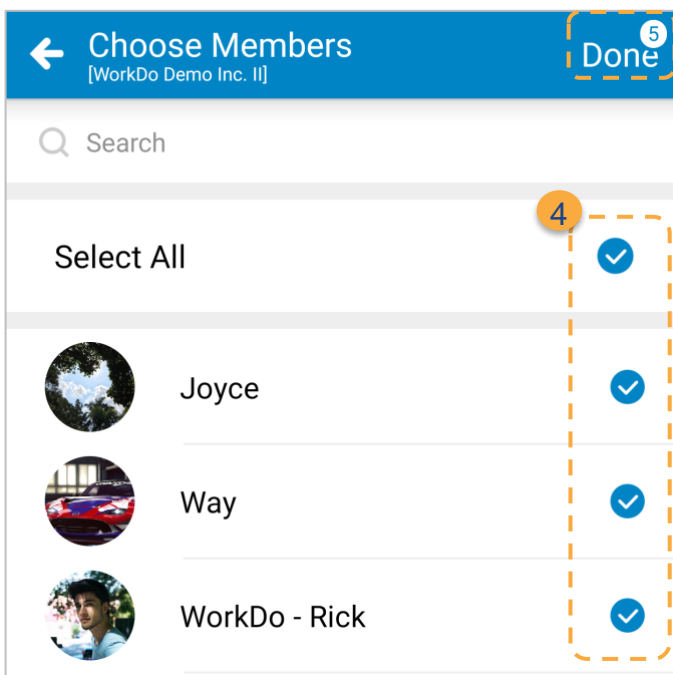 Choose Members
[WorkDo Demo Inc. II]
Done
5
Search
4
Select All
Joyce
Way
WorkDo - Rick